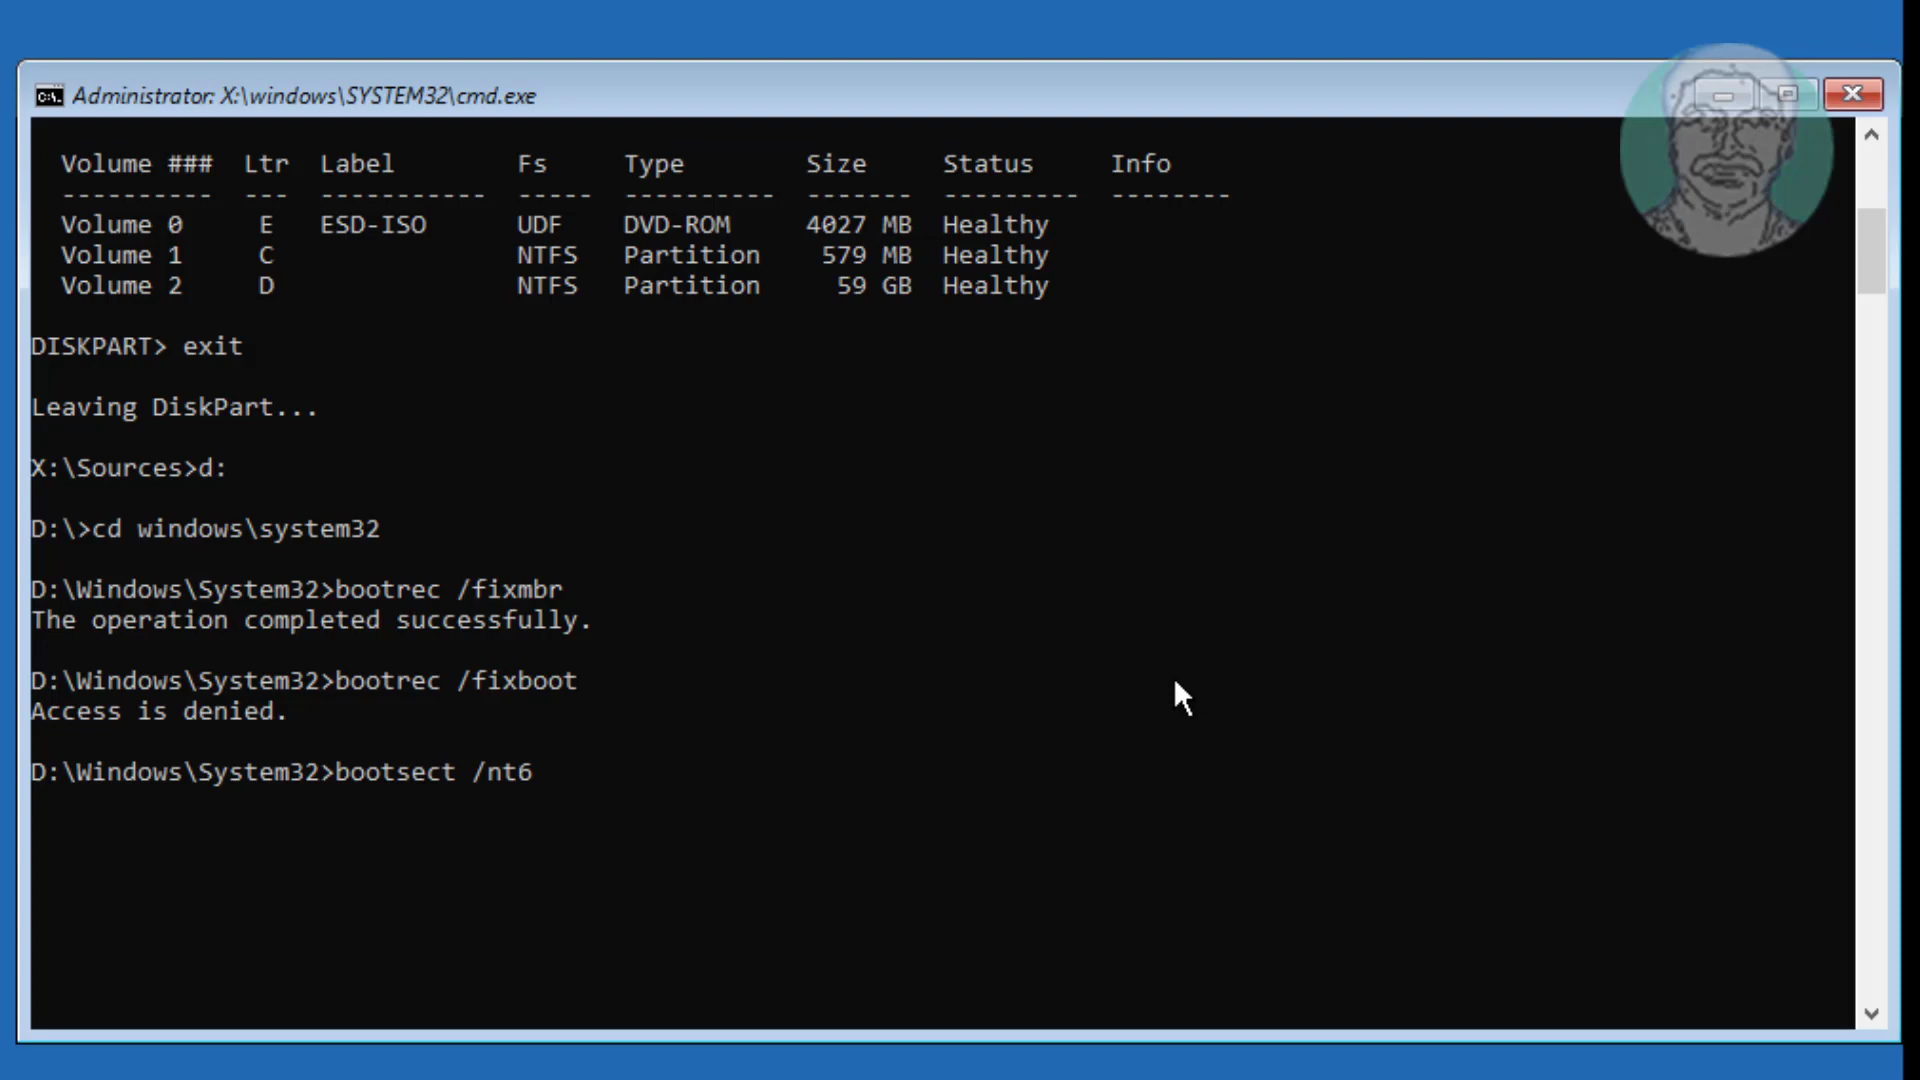 Administrator: X:\windows\SYSTEM32\cmd.exe
Volume ### Ltr Label Fs Type Size Status Info
---------- --- ----------- ----- ---------- ------- --------- --------
Volume 0 E ESD-ISO UDF DVD-ROM 4027 MB Healthy
Volume 1 C NTFS Partition 579 MB Healthy
Volume 2 D NTFS Partition 59 GB Healthy
DISKPART> exit
Leaving DiskPart...
X:\Sources>d:
D:\>cd windows\system32
D:\Windows\System32>bootrec /fixmbr
The operation completed successfully.
D:\Windows\System32>bootrec /fixboot
Access is denied.
D:\Windows\System32>bootsect /nt6